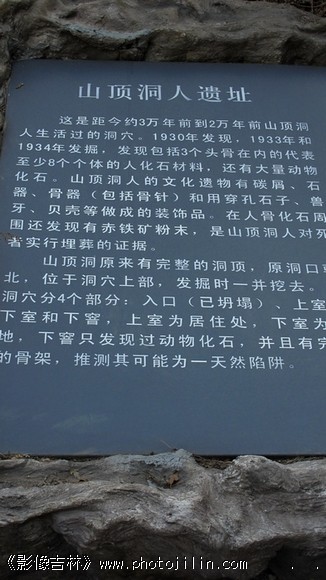 山顶洞人遗址
这是距今约3万年前到2万年前山顶洞
人生活过的洞穴。1930年发现，1933年和
1934年发掘，发现包括3个头骨在内的代表
至少8个个体的人化石材料，还有大量动物
化石。山顶洞人的文化遗物有碳屑、石
器、骨器（包括骨针）和用穿孔石子、兽
牙、贝壳等做成的装饰品。在人骨化石周
围还发现有赤铁矿粉末，是山顶洞人对死
者实行埋葬的证据。
山顶洞原来有完整的洞顶，原洞口
北，位于洞穴上部，发掘时一并挖去。
洞穴分4个部分：入口（已坍塌）、上室
下室和下窨，上室为居住处，下室为
地，下窨只发现过动物化石，并且有完
的骨架，推测其可能为一天然陷阱。
《影像吉林》www.photojilin.com